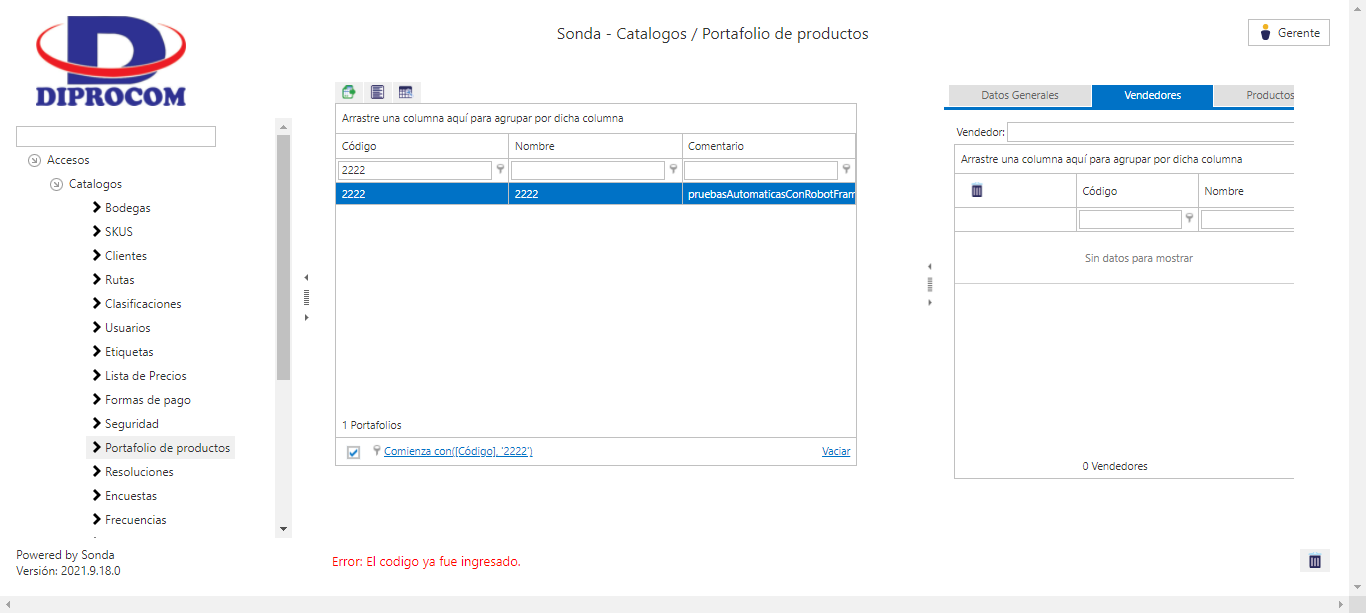 DIPROCOM
Sonda - Catalogos / Portafolio de productos
Gerente
Accesos
Catalogos
Bodegas
SKUS
Clientes
Rutas
Clasificaciones
Usuarios
Etiquetas
Lista de Precios
Formas de pago
Seguridad
Portafolio de productos
Resoluciones
Encuestas
Frecuencias
Powered by Sonda
Versión: 2021.9.18.0
Arrastre una columna aquí para agrupar por dicha columna
Código Nombre Comentario
2222
2222 2222 pruebasAutomaticasConRobotFram
1 Portafolios
Comienza con([Código], '2222') Vaciar
Error: El codigo ya fue ingresado.
Datos Generales Vendedores Productos
Vendedor:
Arrastre una columna aquí para agrupar por dicha columna
Código Nombre
Sin datos para mostrar
0 Vendedores